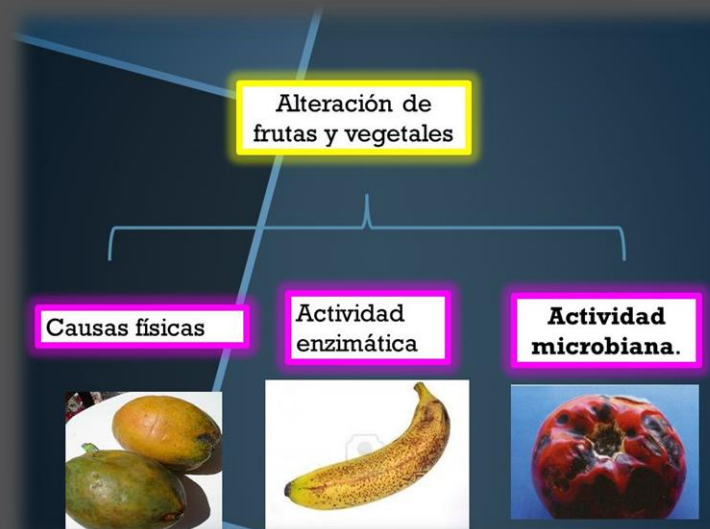 Alteración de
frutas y vegetales
Causas físicas
Actividad
enzimática
Actividad
microbiana.